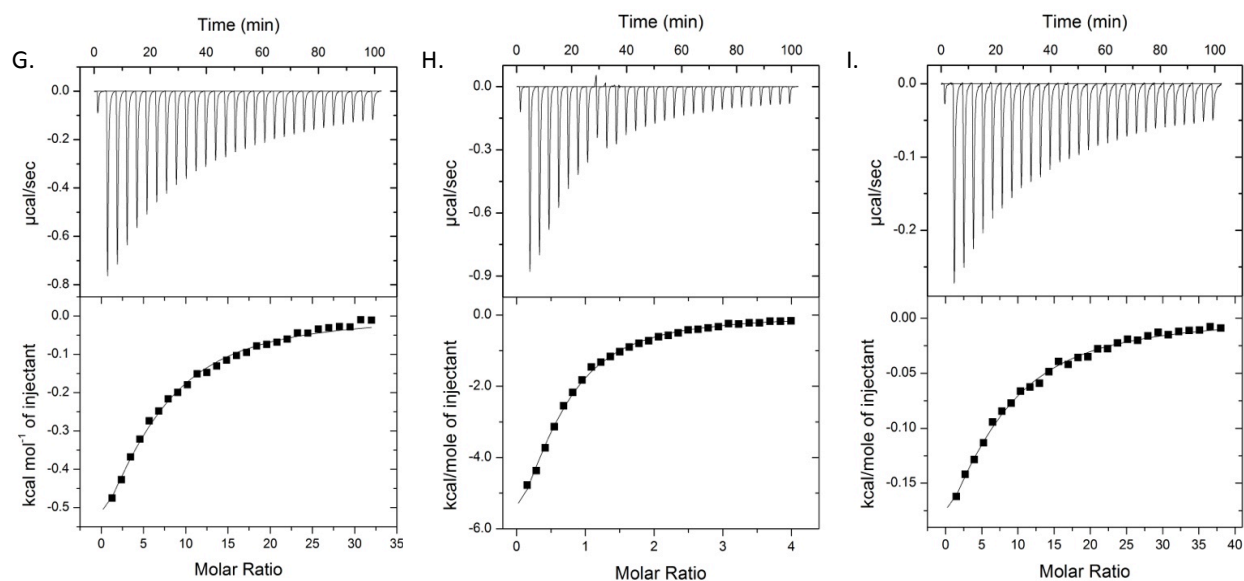 G.
Time (min)
0 20 40 60 80 100
0.0
-0.2
-0.4
-0.6
-0.8
µcal/sec
0.0
-0.1
-0.2
-0.3
-0.4
-0.5
kcal mol⁻¹ of injectant
0 5 10 15 20 25 30 35
Molar Ratio
H.
Time (min)
0 20 40 60 80 100
0.0
-0.3
-0.6
-0.9
µcal/sec
0.0
-2.0
-4.0
-6.0
kcal/mole of injectant
0 1 2 3 4
Molar Ratio
I.
Time (min)
0 20 40 60 80 100
0.0
-0.1
-0.2
µcal/sec
0.00
-0.05
-0.10
-0.15
kcal/mole of injectant
0 5 10 15 20 25 30 35 40
Molar Ratio